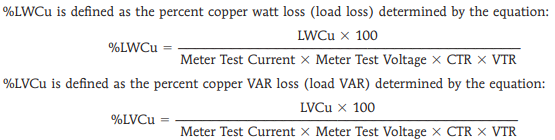 %LWCu is defined as the percent copper watt loss (load loss) determined by the equation:
LWCu × 100
%LWCu =
Meter Test Current × Meter Test Voltage × CTR × VTR
%LVCu is defined as the percent copper VAR loss (load VAR) determined by the equation:
LVCu × 100
%LVCu =
Meter Test Current × Meter Test Voltage × CTR × VTR